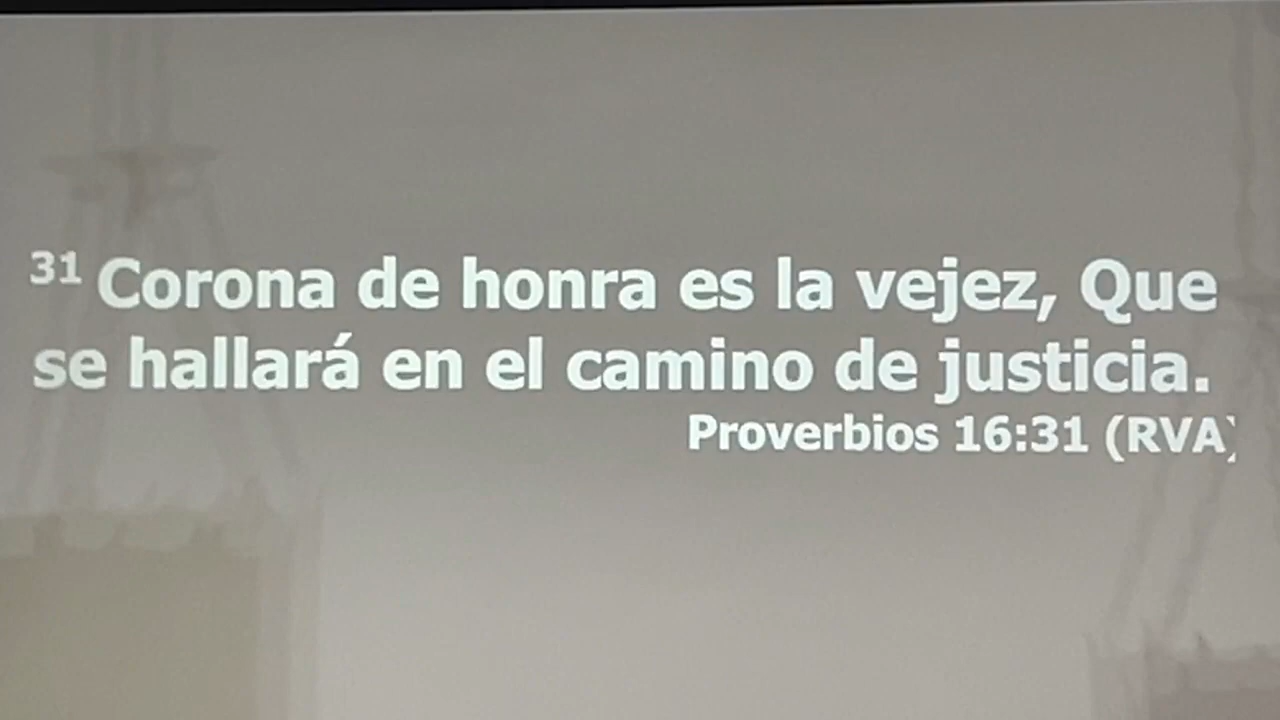 31 Corona de honra es la vejez, Que
se hallará en el camino de justicia.
Proverbios 16:31 (RVA)